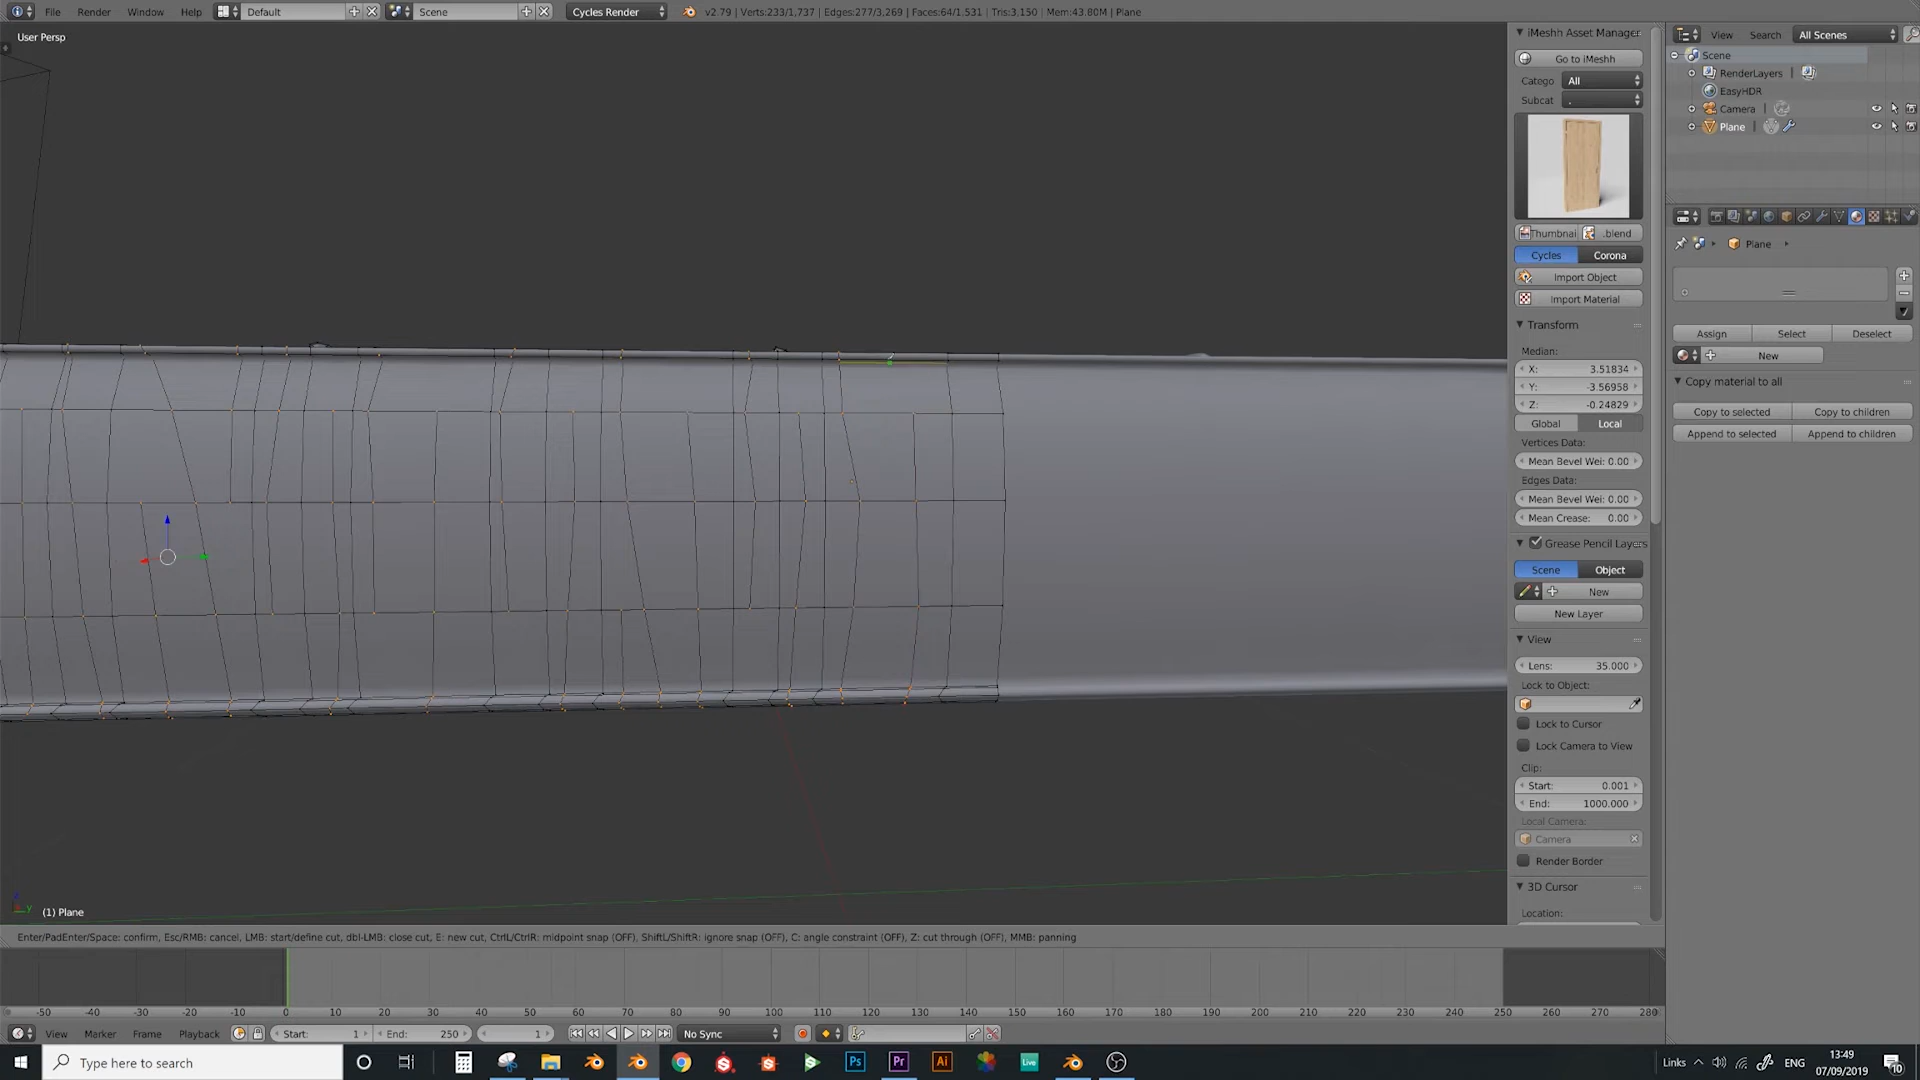 File Render Window Help Default Scene Cycles Render v2.79 | Verts:233/1,737 | Edges:277/3,269 | Faces:64/1,531 | Tris:3,150 | Mem:43.80M | Plane
User Persp
(1) Plane
Enter/PadEnter/Space: confirm, Esc/RMB: cancel, LMB: start/define cut, dbl-LMB: close cut, E: new cut, CtrlL/CtrlR: midpoint snap (OFF), ShiftL/ShiftR: ignore snap (OFF), C: angle constraint (OFF), Z: cut through (OFF), MMB: panning
iMeshh Asset Manager
Go to iMeshh
Catego All
Subcat .
Thumbnai .blend
Cycles Corona
Import Object
Import Material
Transform
Median:
X: 3.51834
Y: -3.56958
Z: -0.24829
Global Local
Vertices Data:
Mean Bevel Wei: 0.00
Edges Data:
Mean Bevel Wei: 0.00
Mean Crease: 0.00
Grease Pencil Layers
Scene Object
New
New Layer
View
Lens: 35.000
Lock to Object:
Lock to Cursor
Lock Camera to View
Clip:
Start: 0.001
End: 1000.000
Local Camera:
Camera
Render Border
3D Cursor
Location:
View Search All Scenes
Scene
RenderLayers
EasyHDR
Camera
Plane
Plane
Assign Select Deselect
New
Copy material to all
Copy to selected Copy to children
Append to selected Append to children
-50 -40 -30 -20 -10 0 10 20 30 40 50 60 70 80 90 100 110 120 130 140 150 160 170 180 190 200 210 220 230 240 250 260 270 280
View Marker Frame Playback Start: 1 End: 250 1 No Sync
Type here to search
Ps Pr Ai Live
Links ENG
13:49
07/09/2019
10